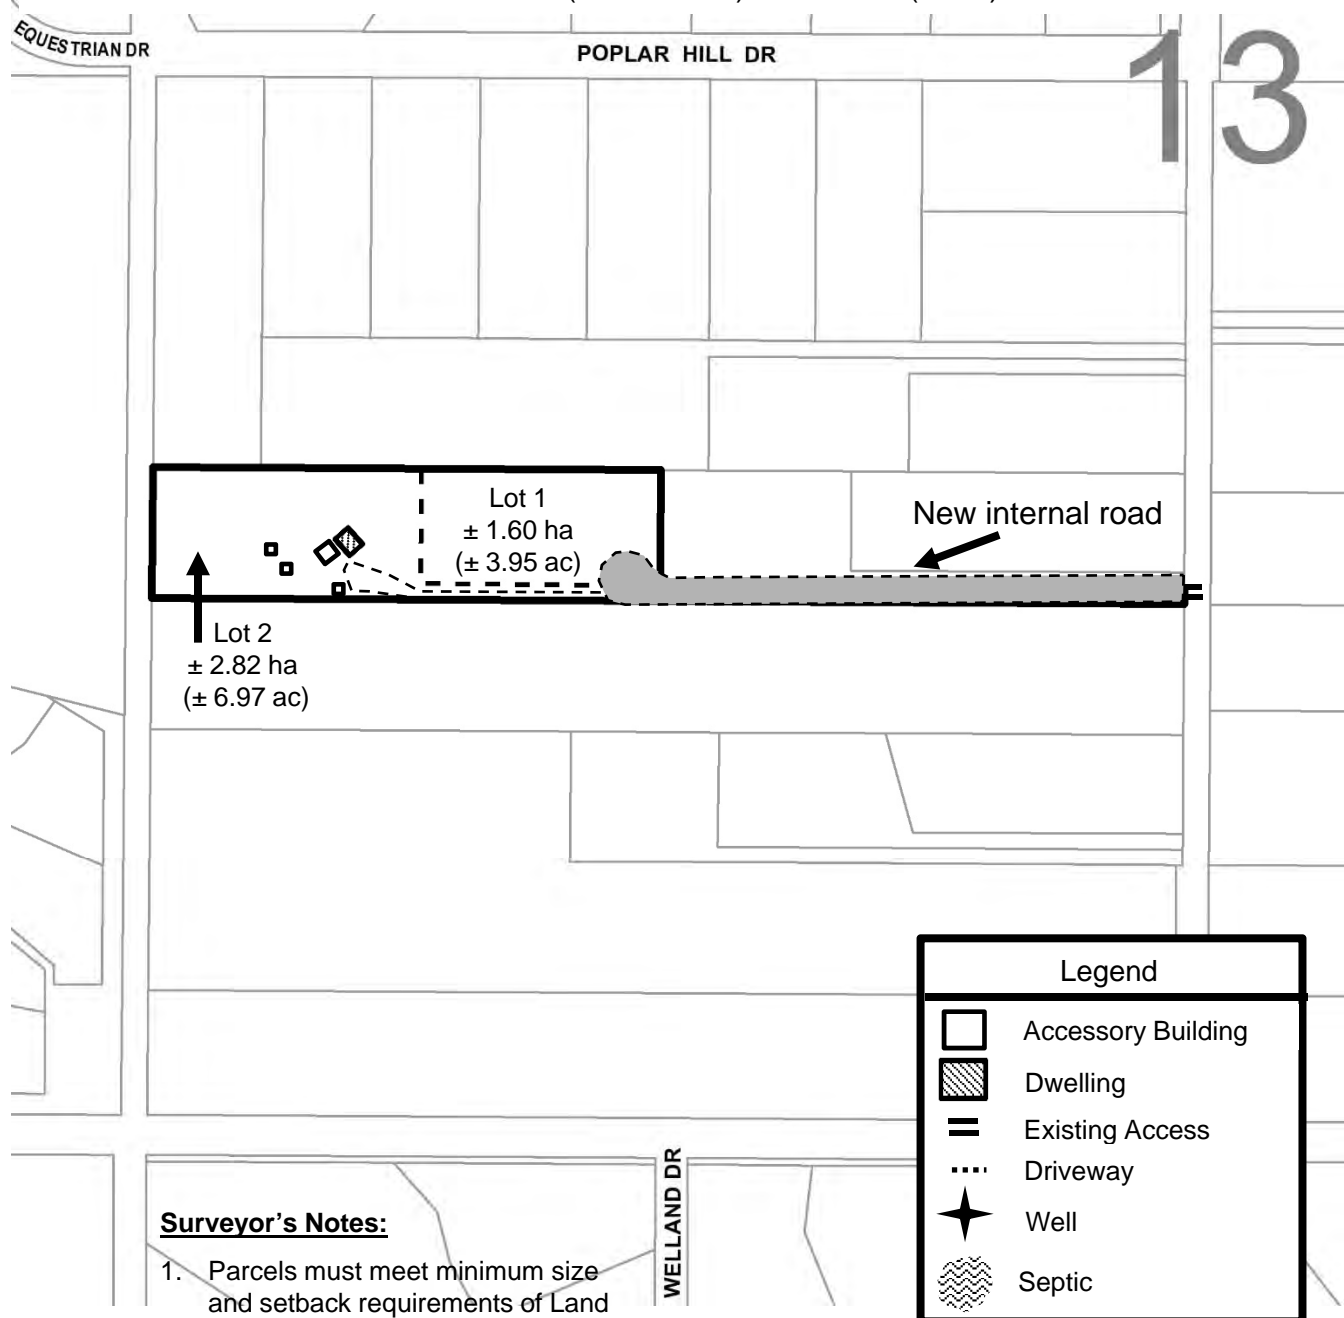 EQUESTRIAN DR
POPLAR HILL DR
13
Lot 1
± 1.60 ha
(± 3.95 ac)
New internal road
Lot 2
± 2.82 ha
(± 6.97 ac)
Legend
Accessory Building
Dwelling
Existing Access
Driveway
Well
Septic
WELLAND DR
Surveyor's Notes:
1. Parcels must meet minimum size
and setback requirements of Land